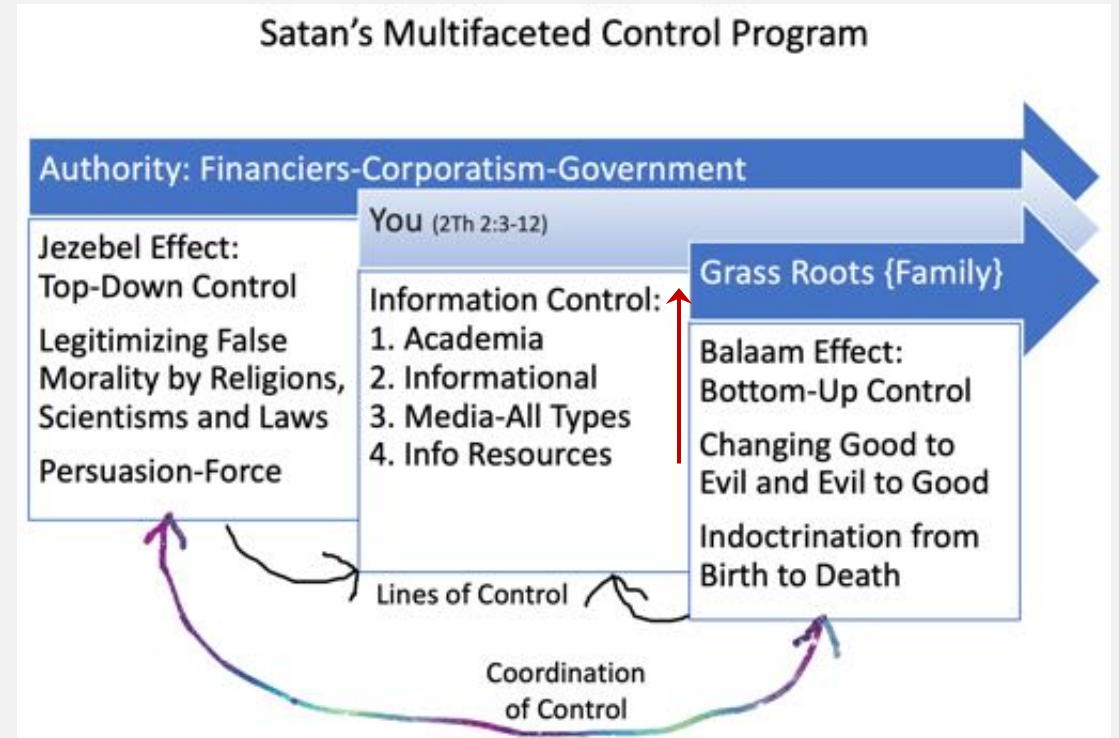 Satan's Multifaceted Control Program
Authority: Financiers-Corporatism-Government
Jezebel Effect:
Top-Down Control
Legitimizing False
Morality by Religions,
Scientisms and Laws
Persuasion-Force
You (2Th 2:3-12)
Information Control:
1. Academia
2. Informational
3. Media-All Types
4. Info Resources
Grass Roots {Family}
Balaam Effect:
Bottom-Up Control
Changing Good to
Evil and Evil to Good
Indoctrination from
Birth to Death
Lines of Control
Coordination
of Control